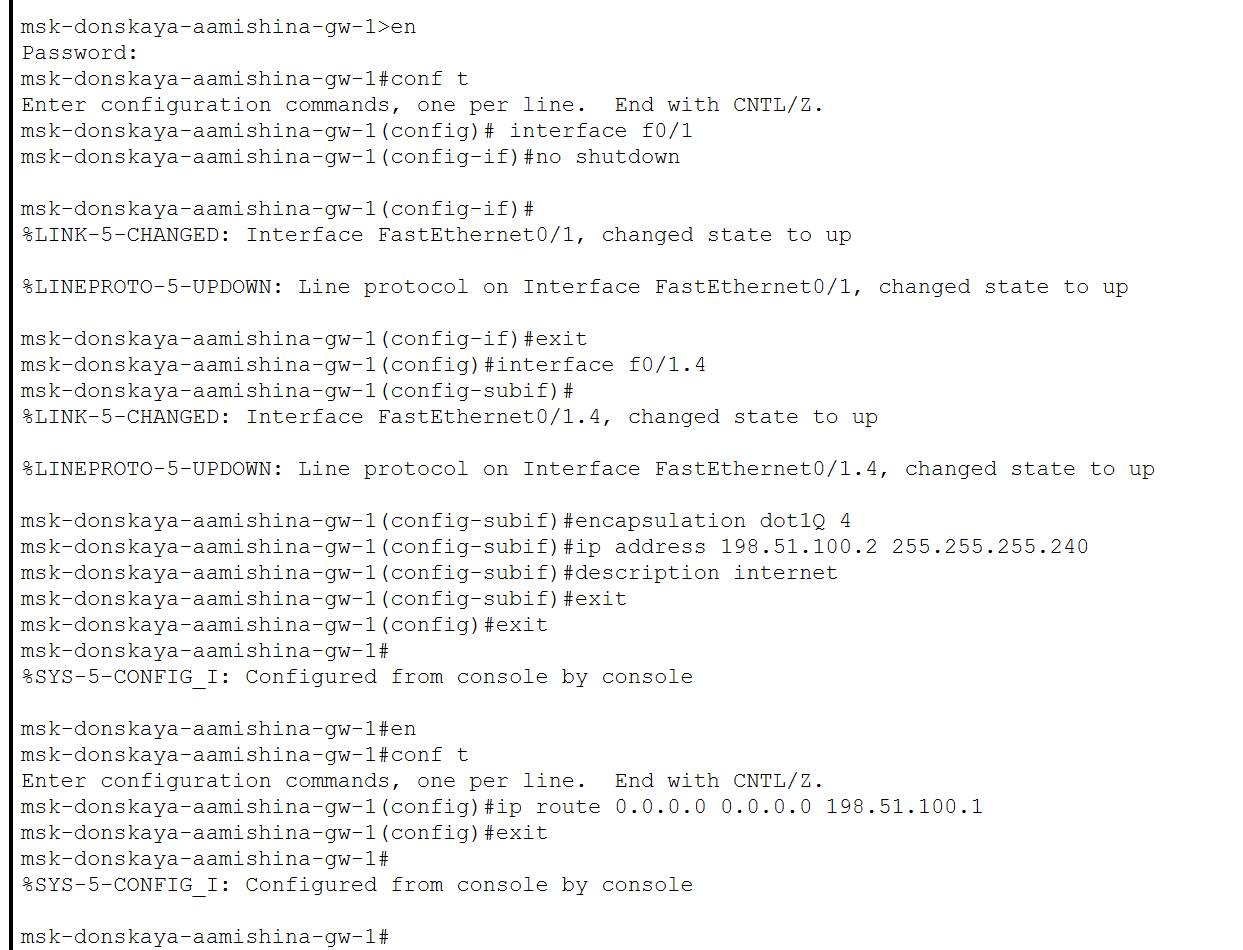 msk-donskaya-aamishina-gw-1>en
Password:
msk-donskaya-aamishina-gw-1#conf t
Enter configuration commands, one per line.  End with CNTL/Z.
msk-donskaya-aamishina-gw-1(config)# interface f0/1
msk-donskaya-aamishina-gw-1(config-if)#no shutdown

msk-donskaya-aamishina-gw-1(config-if)#
%LINK-5-CHANGED: Interface FastEthernet0/1, changed state to up

%LINEPROTO-5-UPDOWN: Line protocol on Interface FastEthernet0/1, changed state to up

msk-donskaya-aamishina-gw-1(config-if)#exit
msk-donskaya-aamishina-gw-1(config)#interface f0/1.4
msk-donskaya-aamishina-gw-1(config-subif)#
%LINK-5-CHANGED: Interface FastEthernet0/1.4, changed state to up

%LINEPROTO-5-UPDOWN: Line protocol on Interface FastEthernet0/1.4, changed state to up

msk-donskaya-aamishina-gw-1(config-subif)#encapsulation dot1Q 4
msk-donskaya-aamishina-gw-1(config-subif)#ip address 198.51.100.2 255.255.255.240
msk-donskaya-aamishina-gw-1(config-subif)#description internet
msk-donskaya-aamishina-gw-1(config-subif)#exit
msk-donskaya-aamishina-gw-1(config)#exit
msk-donskaya-aamishina-gw-1#
%SYS-5-CONFIG_I: Configured from console by console

msk-donskaya-aamishina-gw-1#en
msk-donskaya-aamishina-gw-1#conf t
Enter configuration commands, one per line.  End with CNTL/Z.
msk-donskaya-aamishina-gw-1(config)#ip route 0.0.0.0 0.0.0.0 198.51.100.1
msk-donskaya-aamishina-gw-1(config)#exit
msk-donskaya-aamishina-gw-1#
%SYS-5-CONFIG_I: Configured from console by console

msk-donskaya-aamishina-gw-1#